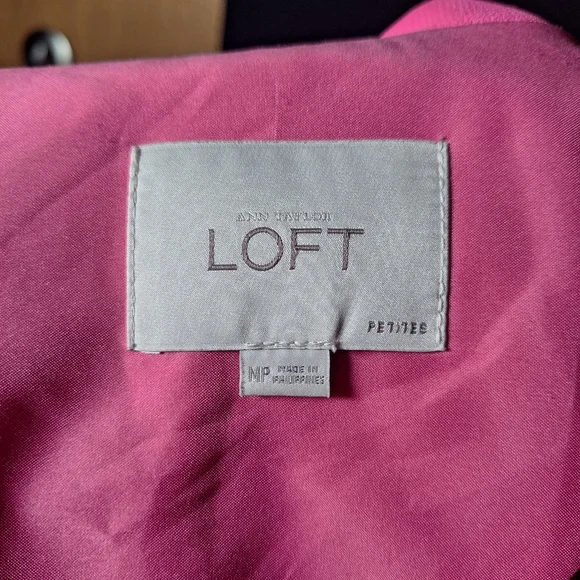 ANN TAYLOR
LOFT
PETITES
MP MADE IN
PHILIPPINES